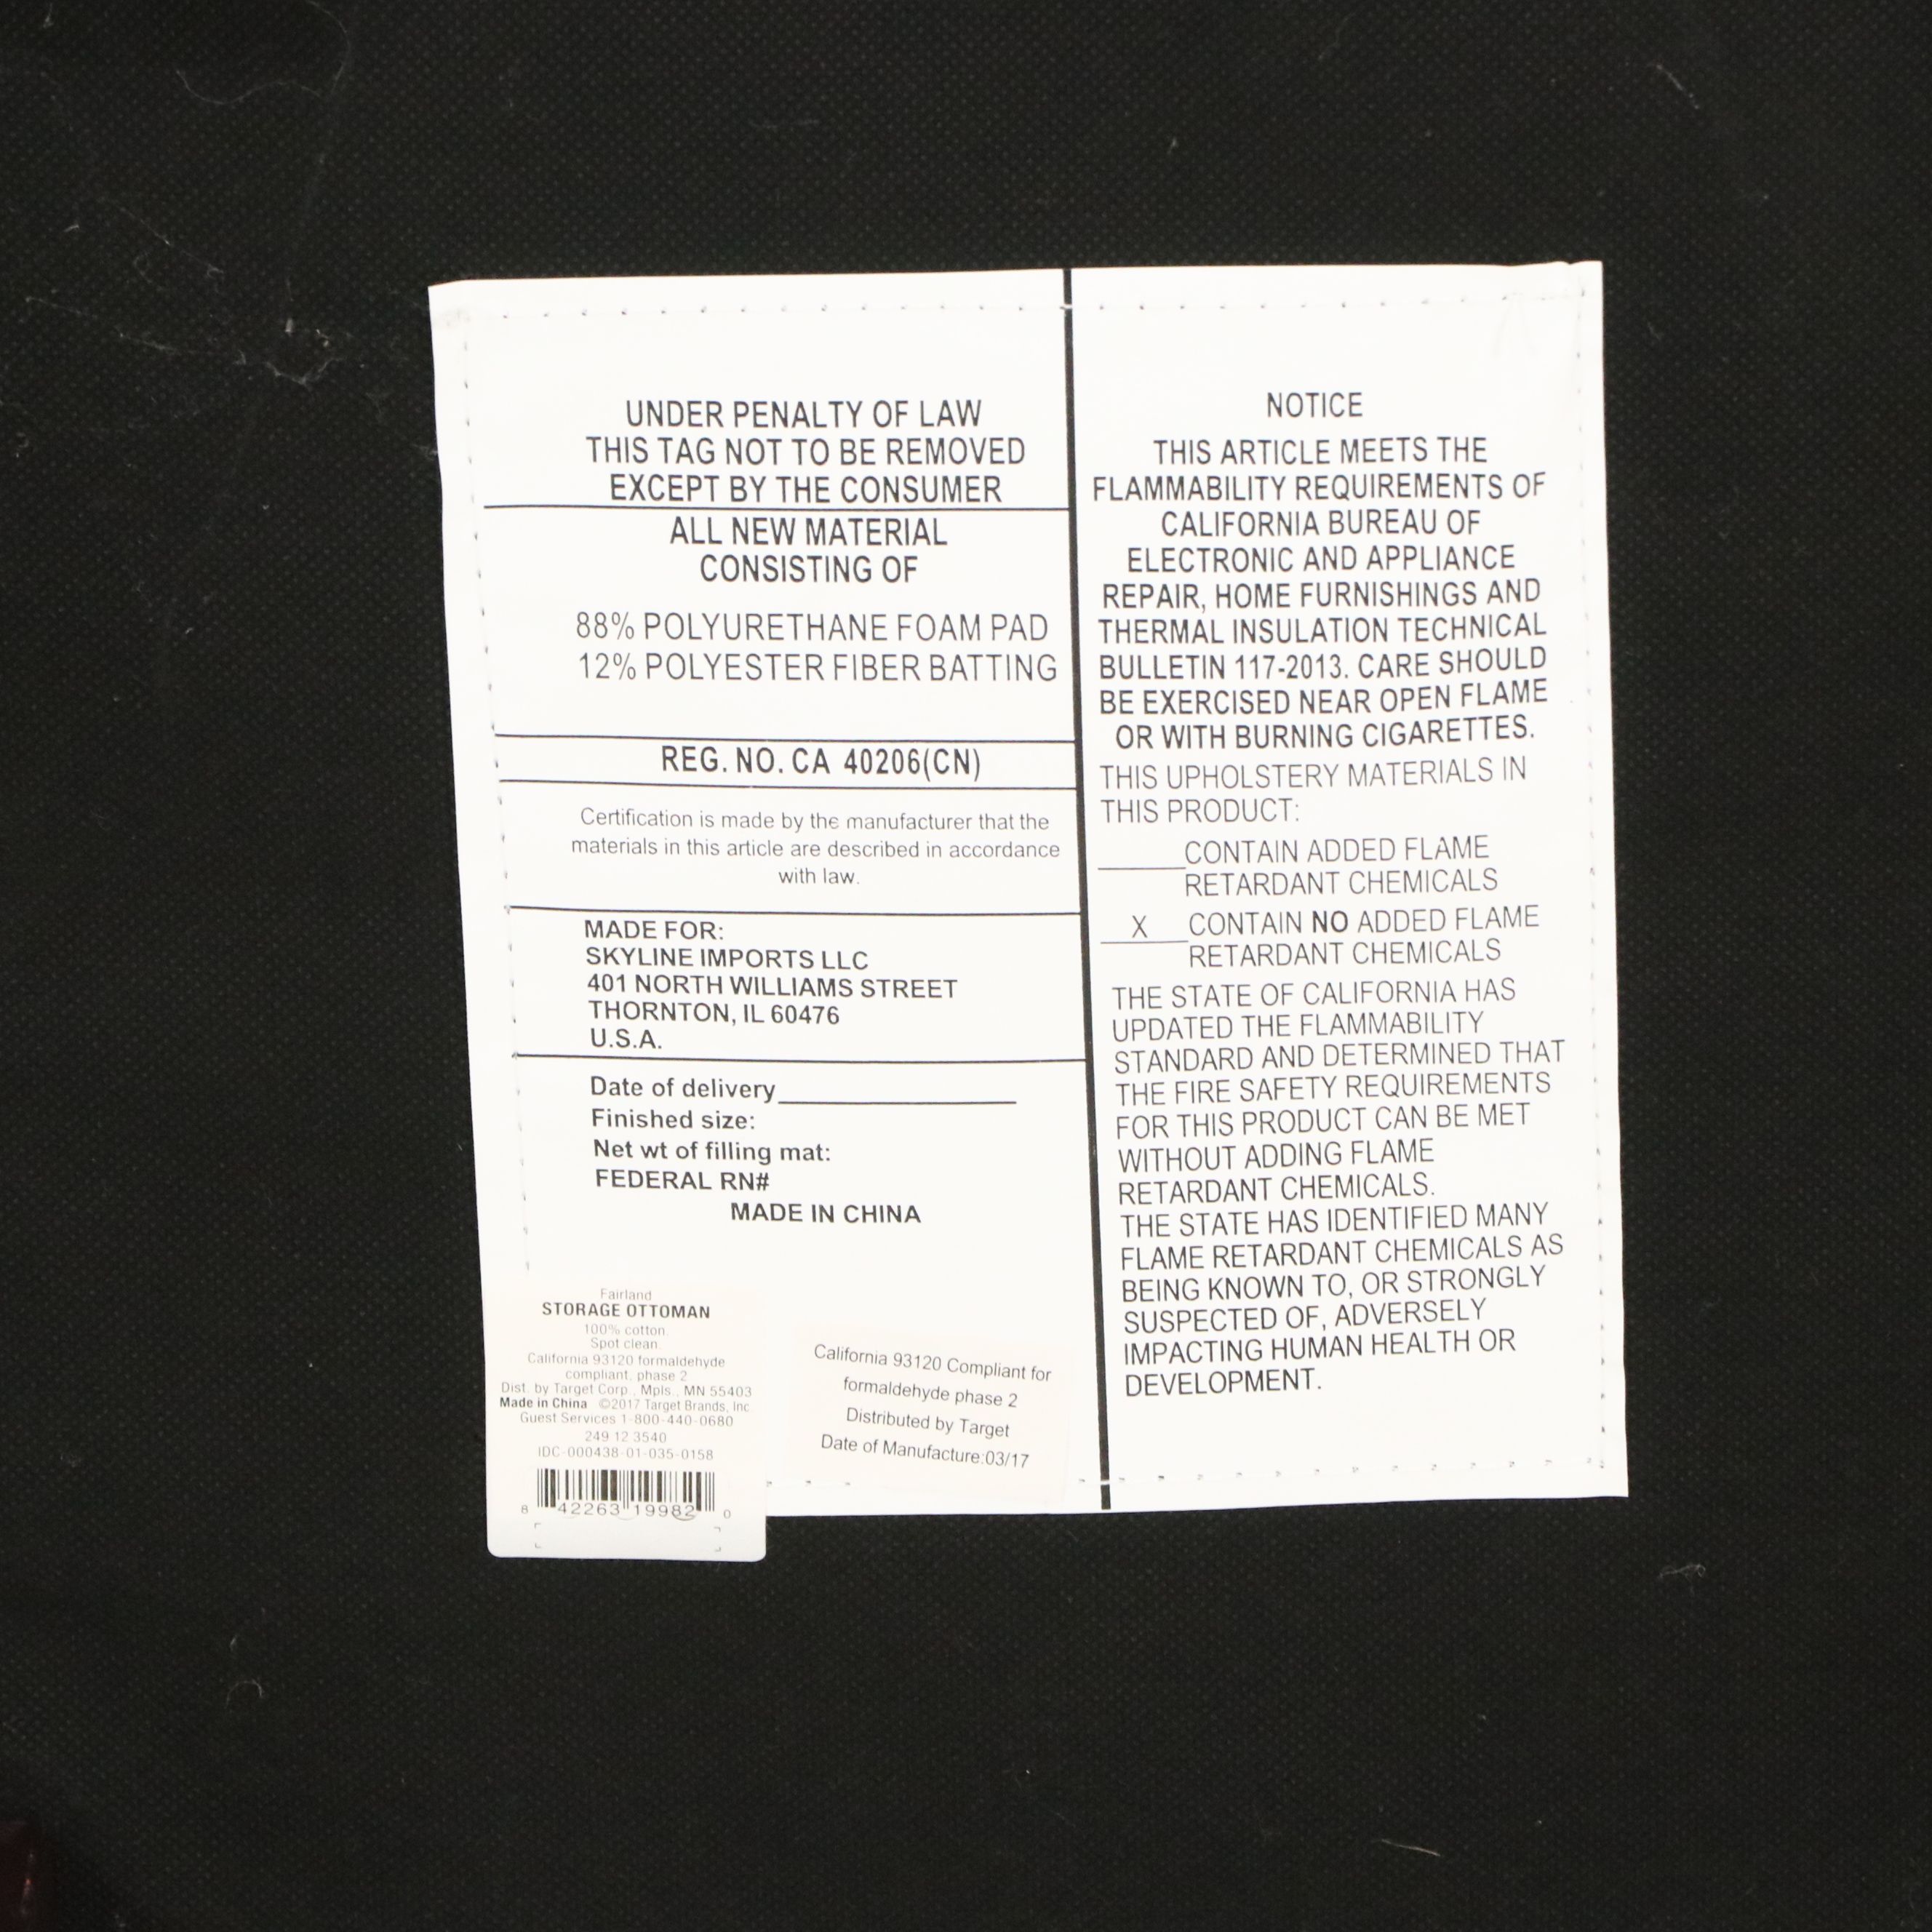 UNDER PENALTY OF LAW
THIS TAG NOT TO BE REMOVED
EXCEPT BY THE CONSUMER
ALL NEW MATERIAL
CONSISTING OF
88% POLYURETHANE FOAM PAD
12% POLYESTER FIBER BATTING
REG. NO. CA 40206(CN)
Certification is made by the manufacturer that the
materials in this article are described in accordance
with law.
MADE FOR:
SKYLINE IMPORTS LLC
401 NORTH WILLIAMS STREET
THORNTON, IL 60476
U.S.A.
Date of delivery
Finished size:
Net wt of filling mat:
FEDERAL RN#
MADE IN CHINA
Fairland
STORAGE OTTOMAN
100% cotton.
Spot clean.
California 93120 formaldehyde
compliant. phase 2
Dist. by Target Corp., Mpls., MN 55403
Made in China ©2017 Target Brands, Inc
Guest Services 1-800-440-0680
249 12 3540
IDC-000438-01-035-0158
8 42263 19982 0
California 93120 Compliant for
formaldehyde phase 2
Distributed by Target
Date of Manufacture:03/17
NOTICE
THIS ARTICLE MEETS THE
FLAMMABILITY REQUIREMENTS OF
CALIFORNIA BUREAU OF
ELECTRONIC AND APPLIANCE
REPAIR, HOME FURNISHINGS AND
THERMAL INSULATION TECHNICAL
BULLETIN 117-2013. CARE SHOULD
BE EXERCISED NEAR OPEN FLAME
OR WITH BURNING CIGARETTES.
THIS UPHOLSTERY MATERIALS IN
THIS PRODUCT:
CONTAIN ADDED FLAME
RETARDANT CHEMICALS
X CONTAIN NO ADDED FLAME
RETARDANT CHEMICALS
THE STATE OF CALIFORNIA HAS
UPDATED THE FLAMMABILITY
STANDARD AND DETERMINED THAT
THE FIRE SAFETY REQUIREMENTS
FOR THIS PRODUCT CAN BE MET
WITHOUT ADDING FLAME
RETARDANT CHEMICALS.
THE STATE HAS IDENTIFIED MANY
FLAME RETARDANT CHEMICALS AS
BEING KNOWN TO, OR STRONGLY
SUSPECTED OF, ADVERSELY
IMPACTING HUMAN HEALTH OR
DEVELOPMENT.